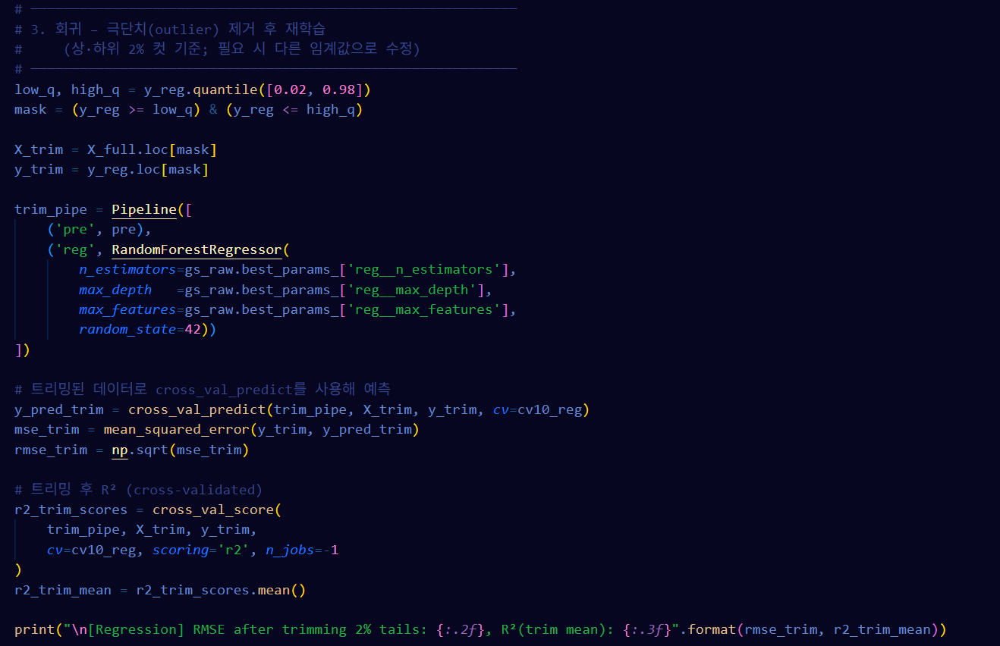 # ────────────────────────────────────────────────────────────
# 3. 회귀 – 극단치(outlier) 제거 후 재학습
#     (상·하위 2% 컷 기준; 필요 시 다른 임계값으로 수정)
# ────────────────────────────────────────────────────────────
low_q, high_q = y_reg.quantile([0.02, 0.98])
mask = (y_reg >= low_q) & (y_reg <= high_q)

X_trim = X_full.loc[mask]
y_trim = y_reg.loc[mask]

trim_pipe = Pipeline([
    ('pre', pre),
    ('reg', RandomForestRegressor(
        n_estimators=gs_raw.best_params_['reg__n_estimators'],
        max_depth   =gs_raw.best_params_['reg__max_depth'],
        max_features=gs_raw.best_params_['reg__max_features'],
        random_state=42))
])

# 트리밍된 데이터로 cross_val_predict를 사용해 예측
y_pred_trim = cross_val_predict(trim_pipe, X_trim, y_trim, cv=cv10_reg)
mse_trim = mean_squared_error(y_trim, y_pred_trim)
rmse_trim = np.sqrt(mse_trim)

# 트리밍 후 R² (cross-validated)
r2_trim_scores = cross_val_score(
    trim_pipe, X_trim, y_trim,
    cv=cv10_reg, scoring='r2', n_jobs=-1
)
r2_trim_mean = r2_trim_scores.mean()

print("\n[Regression] RMSE after trimming 2% tails: {:.2f}, R²(trim mean): {:.3f}".format(rmse_trim, r2_trim_mean))